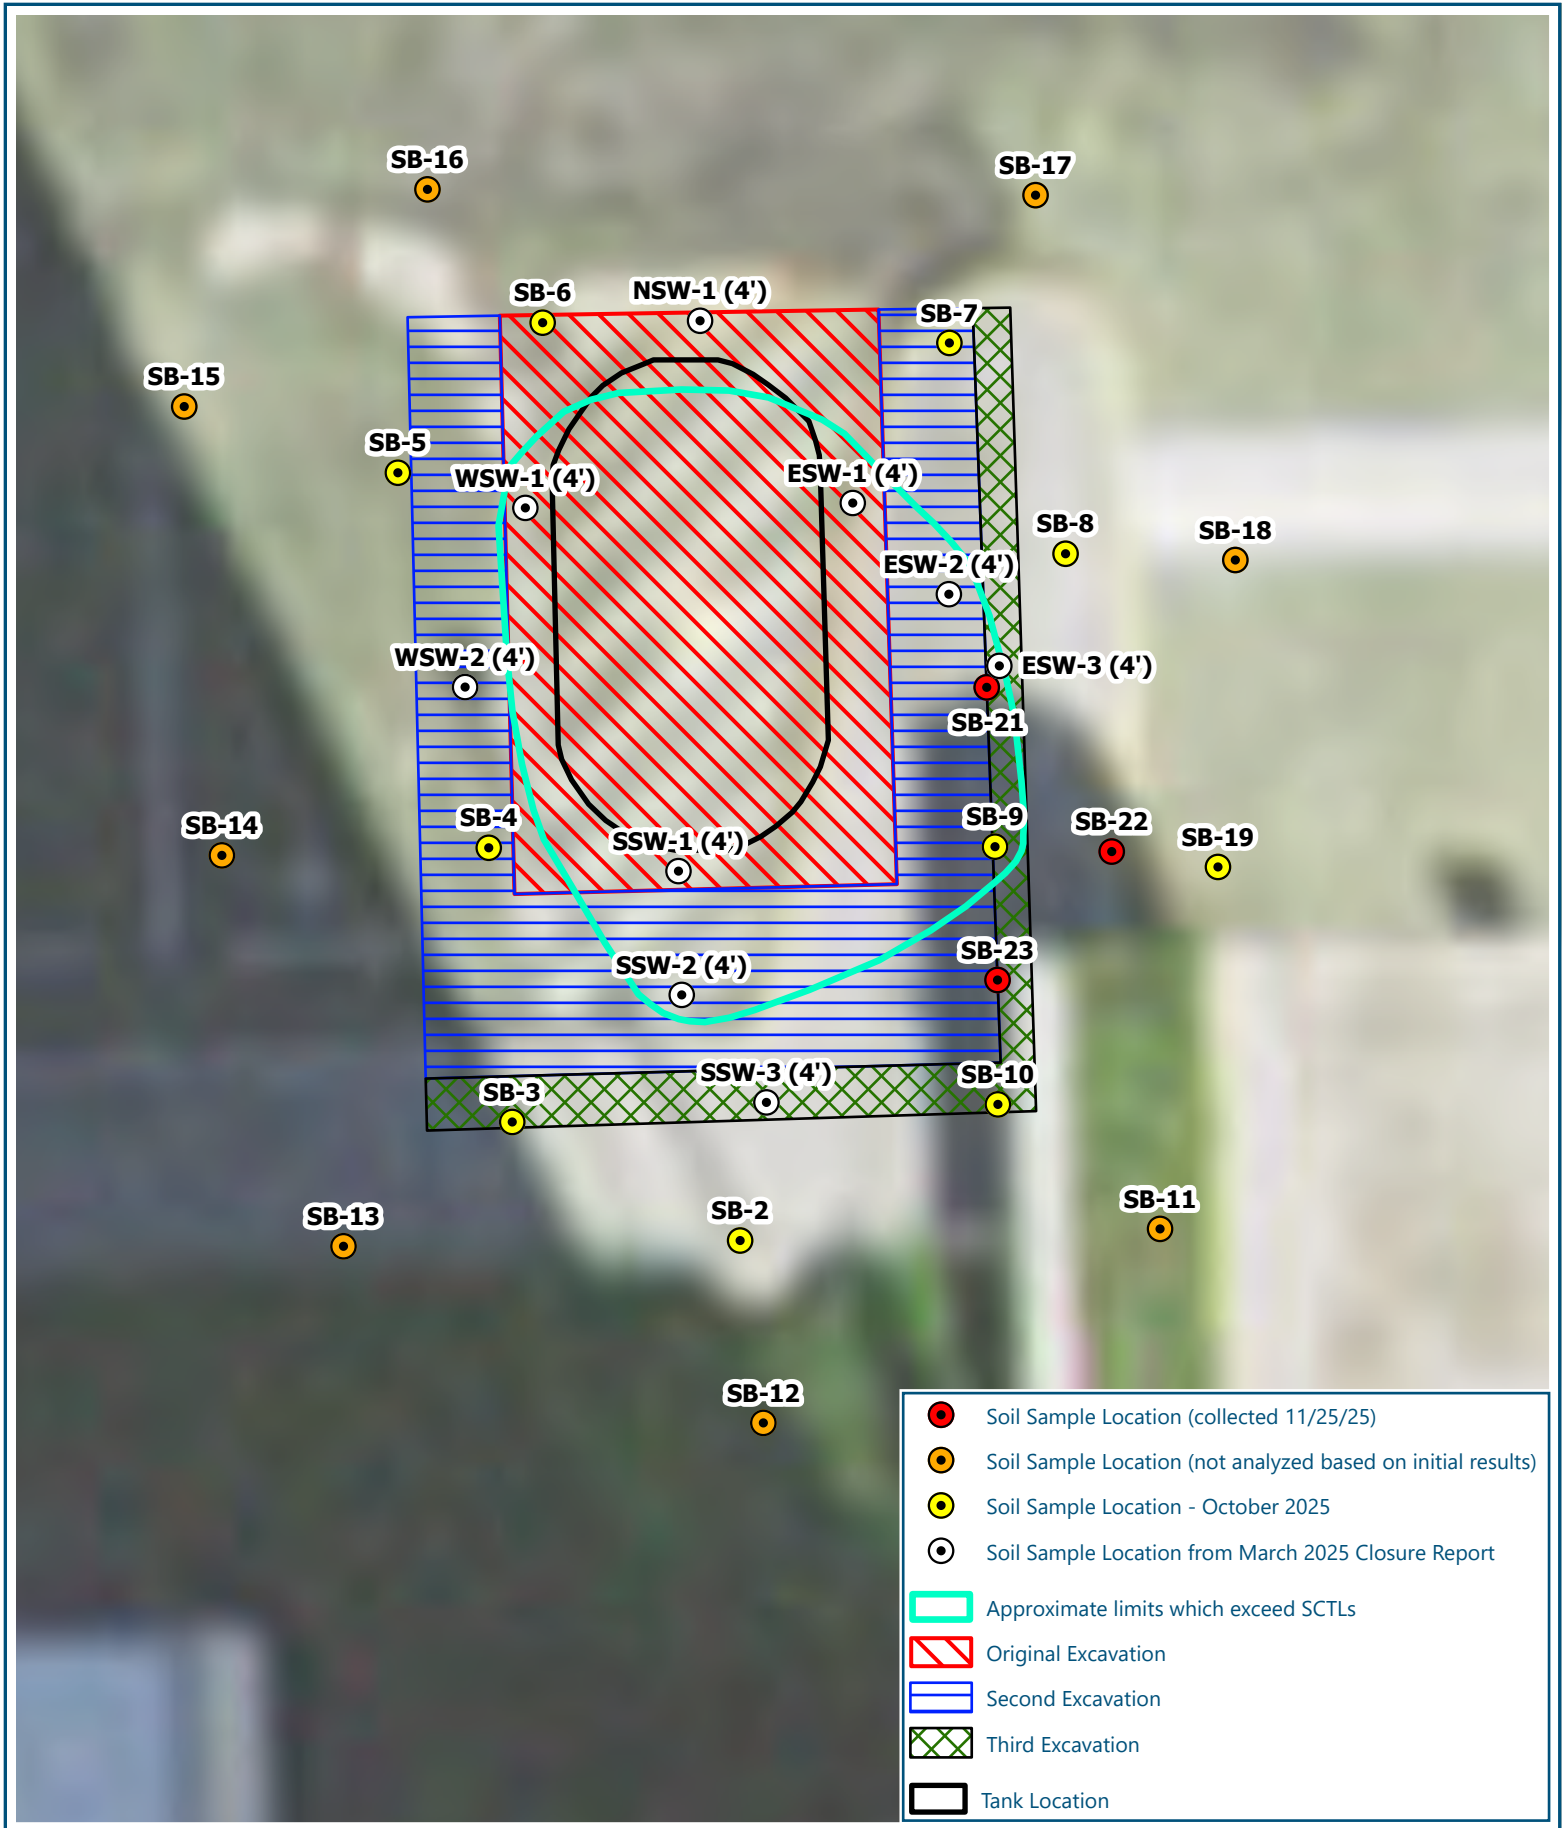 SB-16
SB-17
SB-6
NSW-1 (4')
SB-7
SB-15
SB-5
WSW-1 (4')
ESW-1 (4')
SB-8
SB-18
ESW-2 (4')
WSW-2 (4')
ESW-3 (4')
SB-21
SB-14
SB-4
SSW-1 (4')
SB-9
SB-22
SB-19
SSW-2 (4')
SB-23
SB-3
SSW-3 (4')
SB-10
SB-13
SB-2
SB-11
SB-12
Soil Sample Location (collected 11/25/25)
Soil Sample Location (not analyzed based on initial results)
Soil Sample Location - October 2025
Soil Sample Location from March 2025 Closure Report
Approximate limits which exceed SCTLs
Original Excavation
Second Excavation
Third Excavation
Tank Location